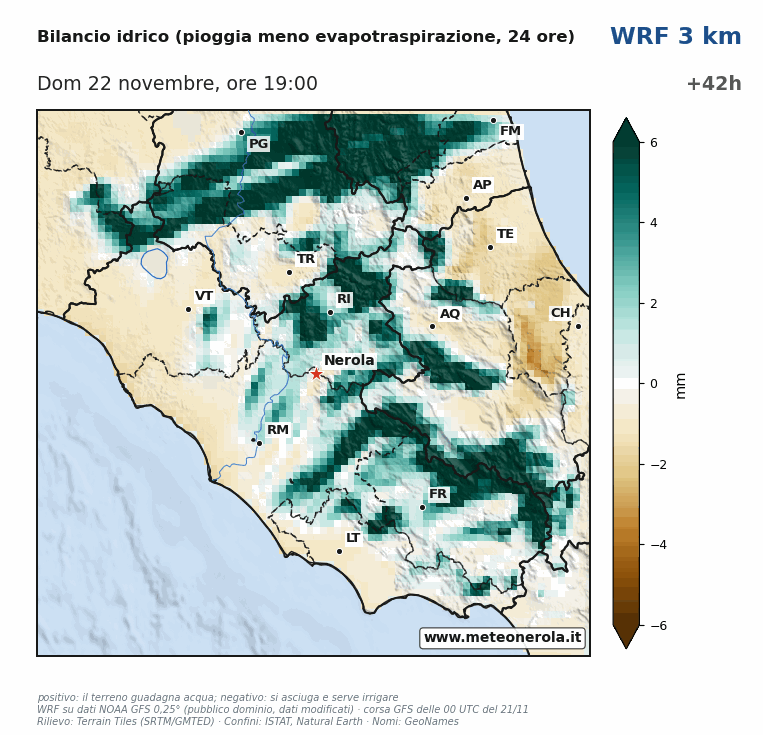 Bilancio idrico (pioggia meno evapotraspirazione, 24 ore)
WRF 3 km
Dom 22 novembre, ore 19:00
+42h
FM
PG
AP
TE
TR
VT
RI
AQ
CH
Nerola
RM
FR
LT
www.meteonerola.it
6
4
2
0
−2
−4
−6
mm
positivo: il terreno guadagna acqua; negativo: si asciuga e serve irrigare
WRF su dati NOAA GFS 0,25° (pubblico dominio, dati modificati) · corsa GFS delle 00 UTC del 21/11
Rilievo: Terrain Tiles (SRTM/GMTED) · Confini: ISTAT, Natural Earth · Nomi: GeoNames